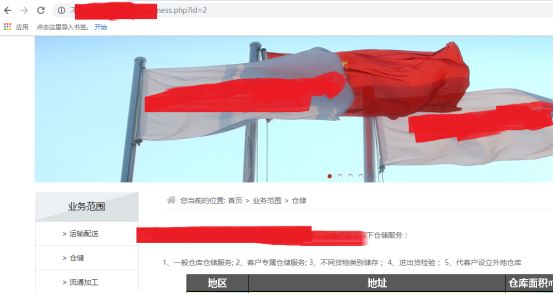 ness.php?id=2
应用 点击这里导入书签。 开始
业务范围
> 运输配送
> 仓储
> 流通加工
您当前的位置: 首页 > 业务范围 > 仓储
下仓储服务：
1、一般仓库仓储服务; 2、客户专属仓储服务; 3、不同货物类别储存； 4、进出货检验； 5、代客户设立外地仓库
地区 地址 仓库面积